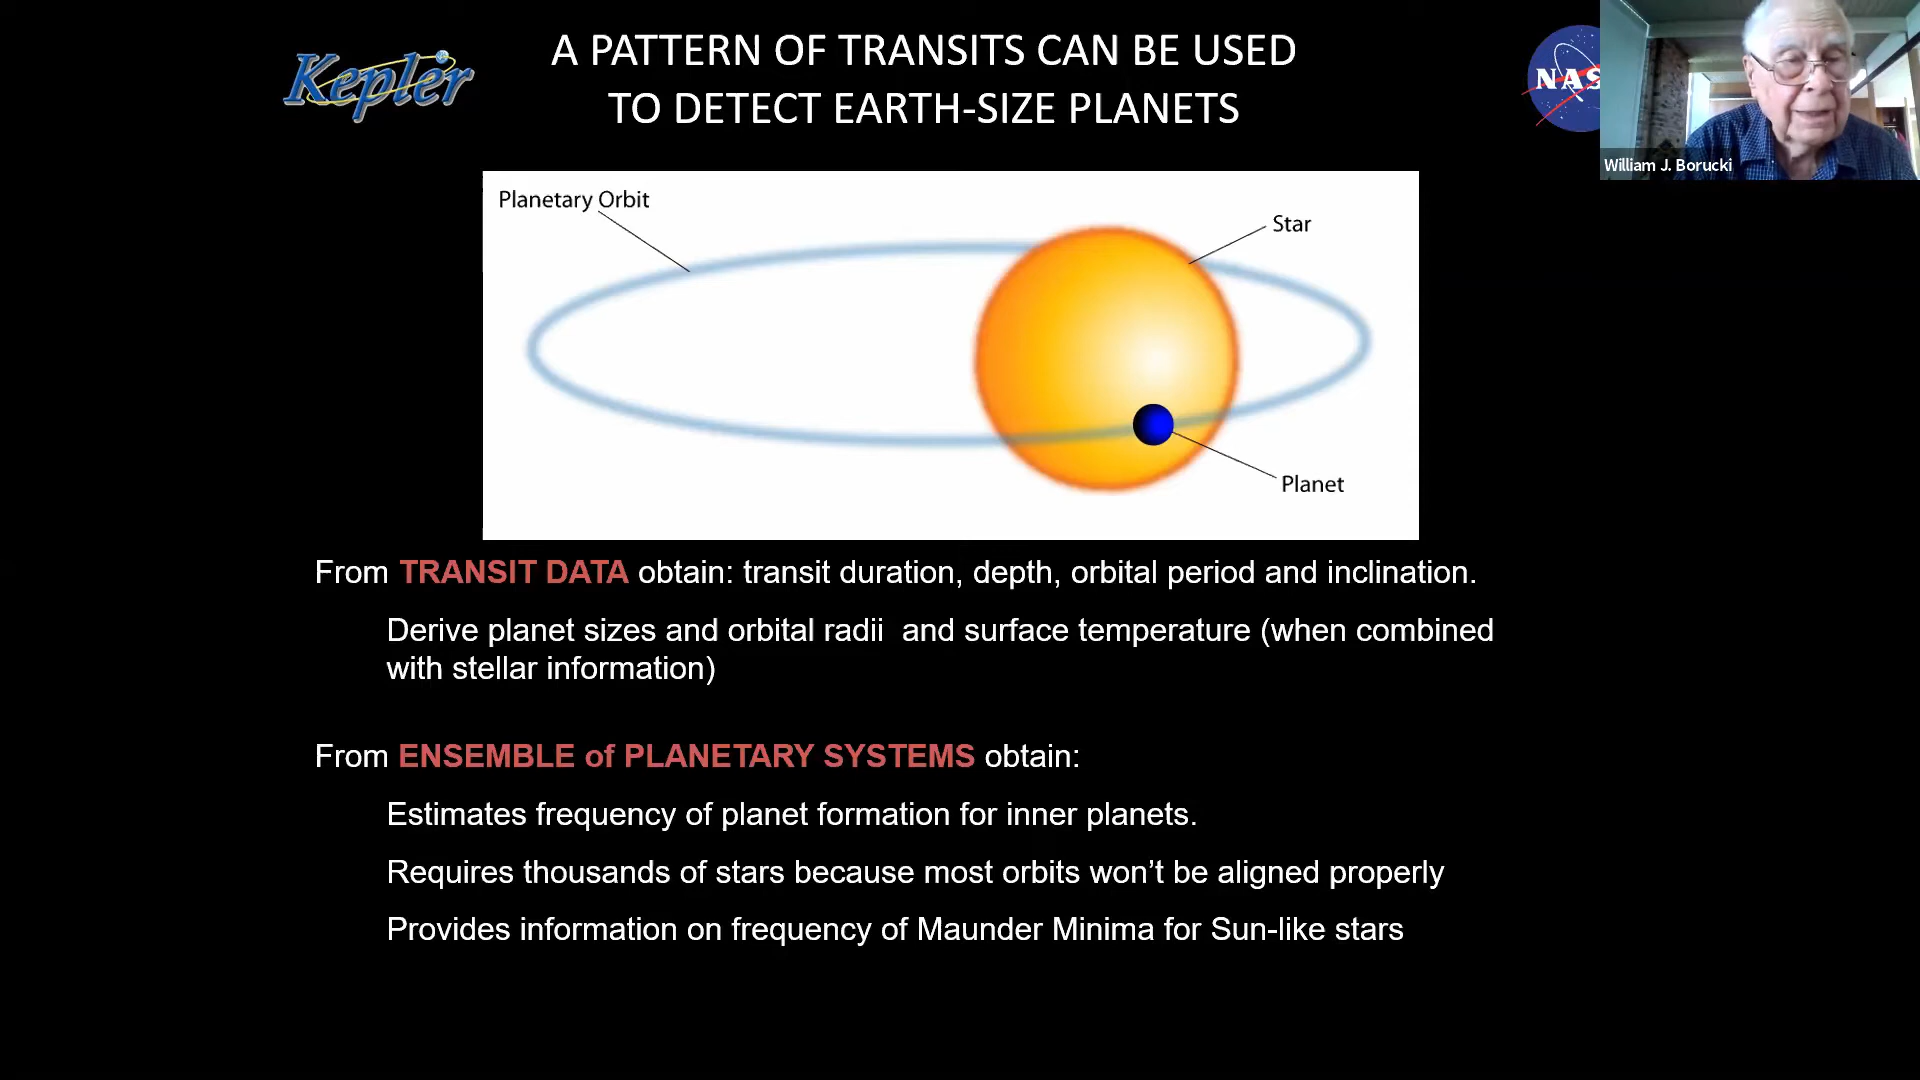 Kepler
A PATTERN OF TRANSITS CAN BE USED
TO DETECT EARTH-SIZE PLANETS
NAS
William J. Borucki
Planetary Orbit
Star
Planet
From TRANSIT DATA obtain: transit duration, depth, orbital period and inclination.
Derive planet sizes and orbital radii  and surface temperature (when combined
with stellar information)
From ENSEMBLE of PLANETARY SYSTEMS obtain:
Estimates frequency of planet formation for inner planets.
Requires thousands of stars because most orbits won’t be aligned properly
Provides information on frequency of Maunder Minima for Sun-like stars